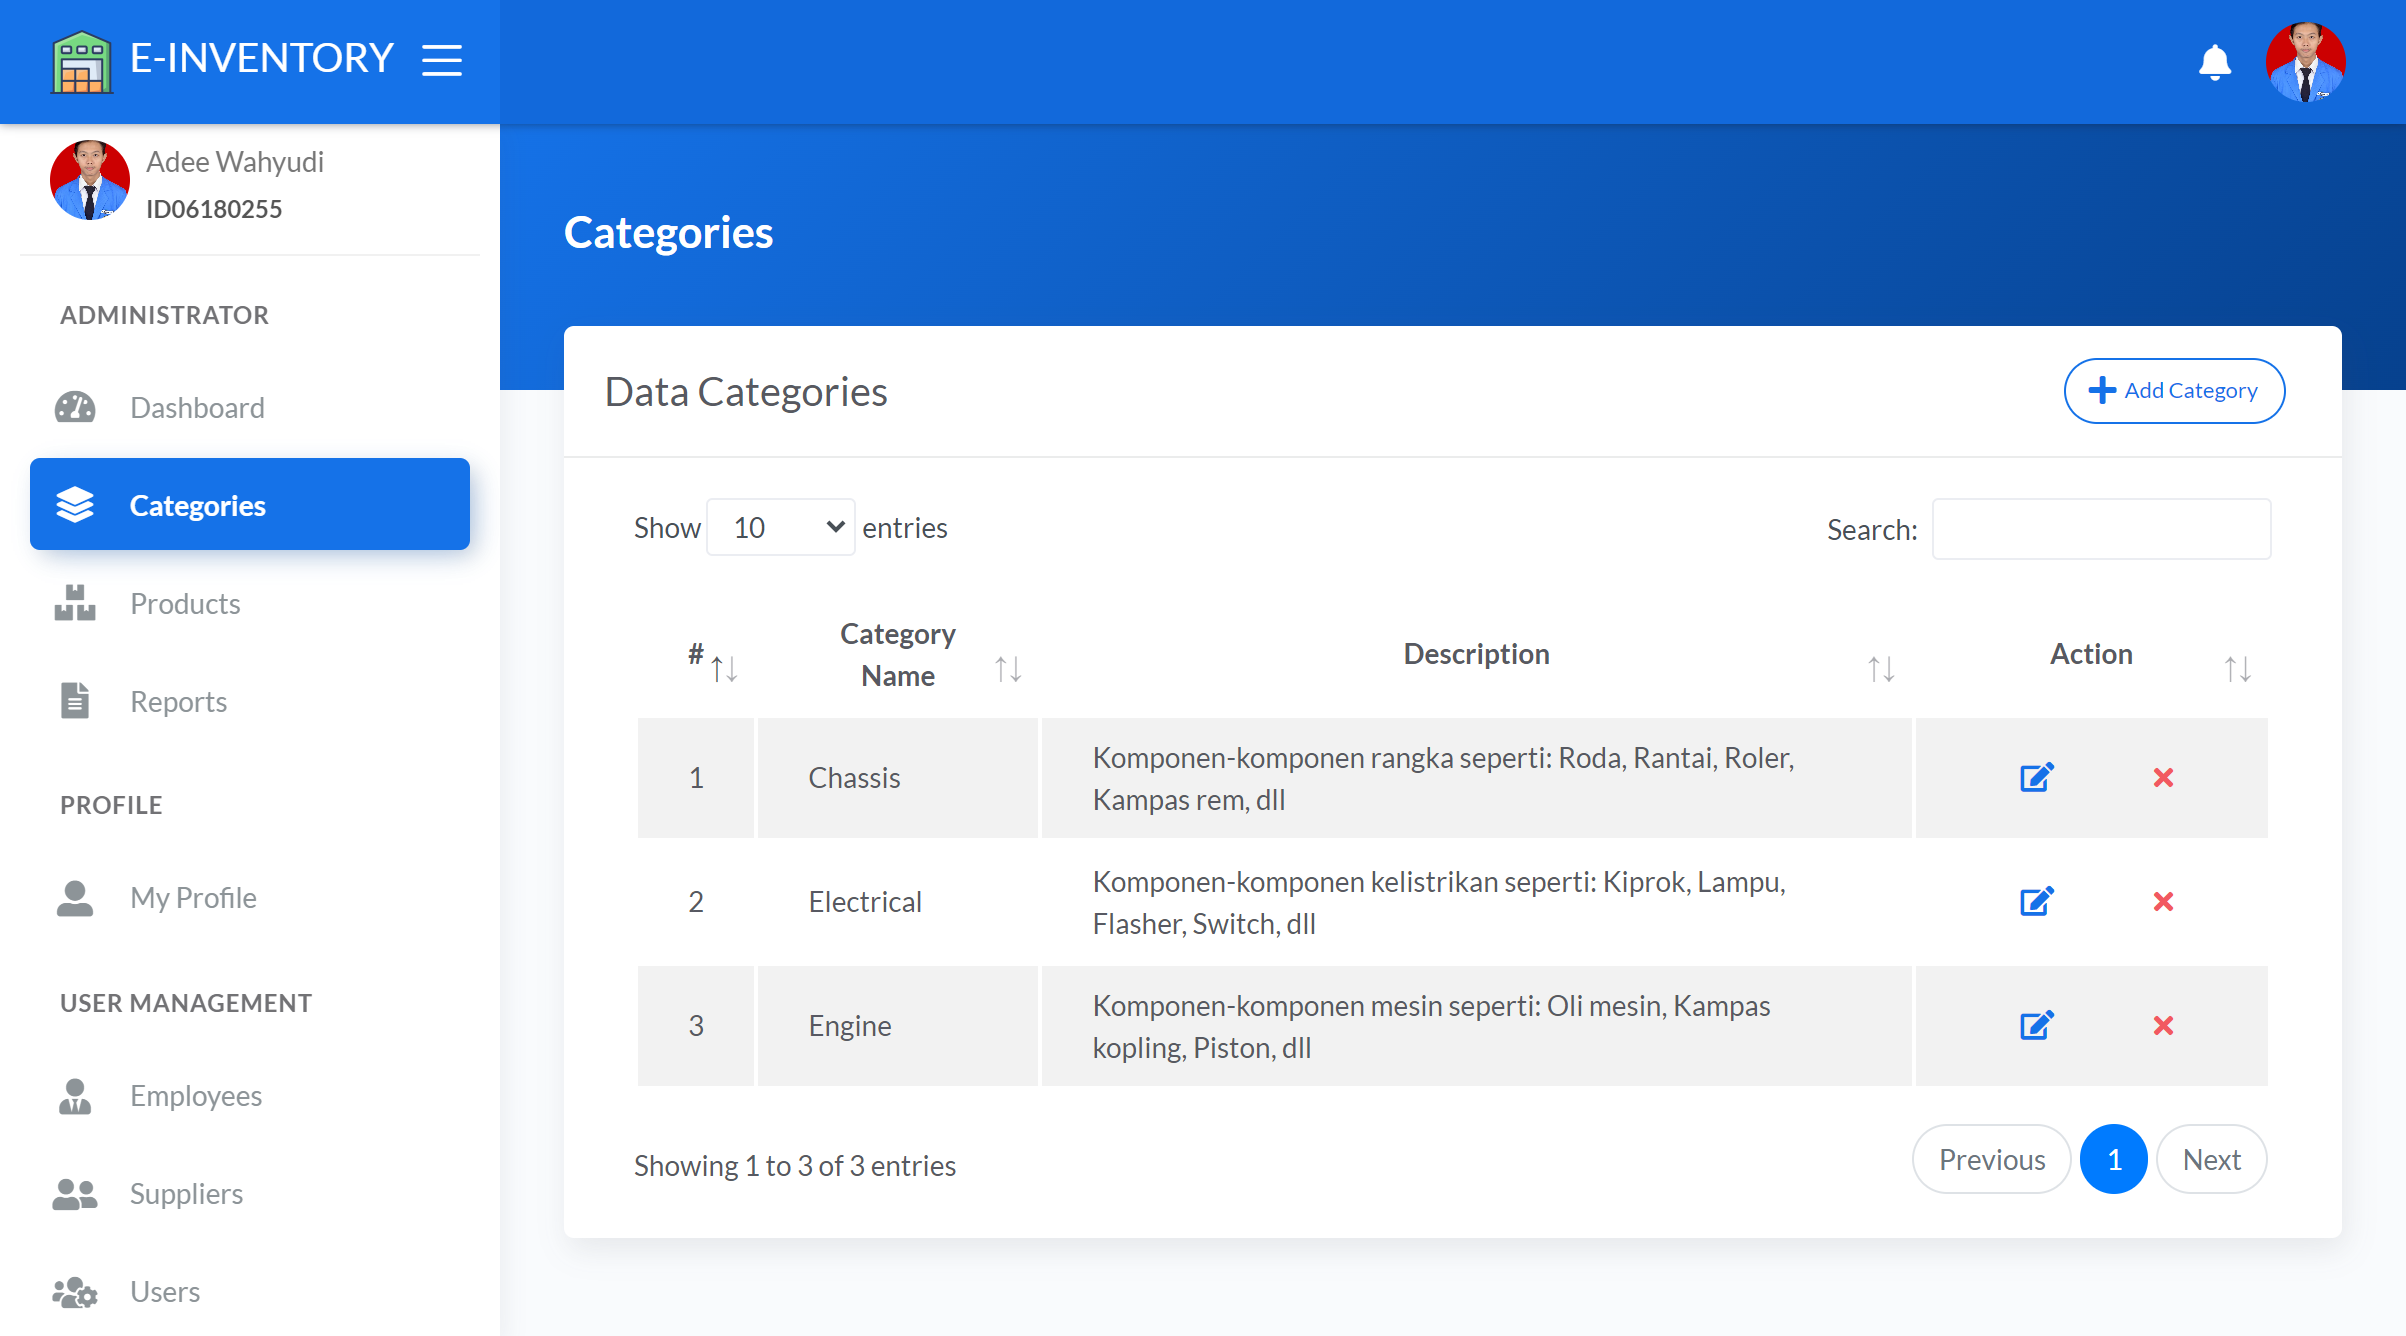 E-INVENTORY
Adee Wahyudi
ID06180255
ADMINISTRATOR
Dashboard
Categories
Products
Reports
PROFILE
My Profile
USER MANAGEMENT
Employees
Suppliers
Users
Categories
Data Categories
Add Category
Show 10 entries
Search:
# Category Name Description Action
1 Chassis Komponen-komponen rangka seperti: Roda, Rantai, Roler,
Kampas rem, dll
2 Electrical Komponen-komponen kelistrikan seperti: Kiprok, Lampu,
Flasher, Switch, dll
3 Engine Komponen-komponen mesin seperti: Oli mesin, Kampas
kopling, Piston, dll
Showing 1 to 3 of 3 entries
Previous 1 Next